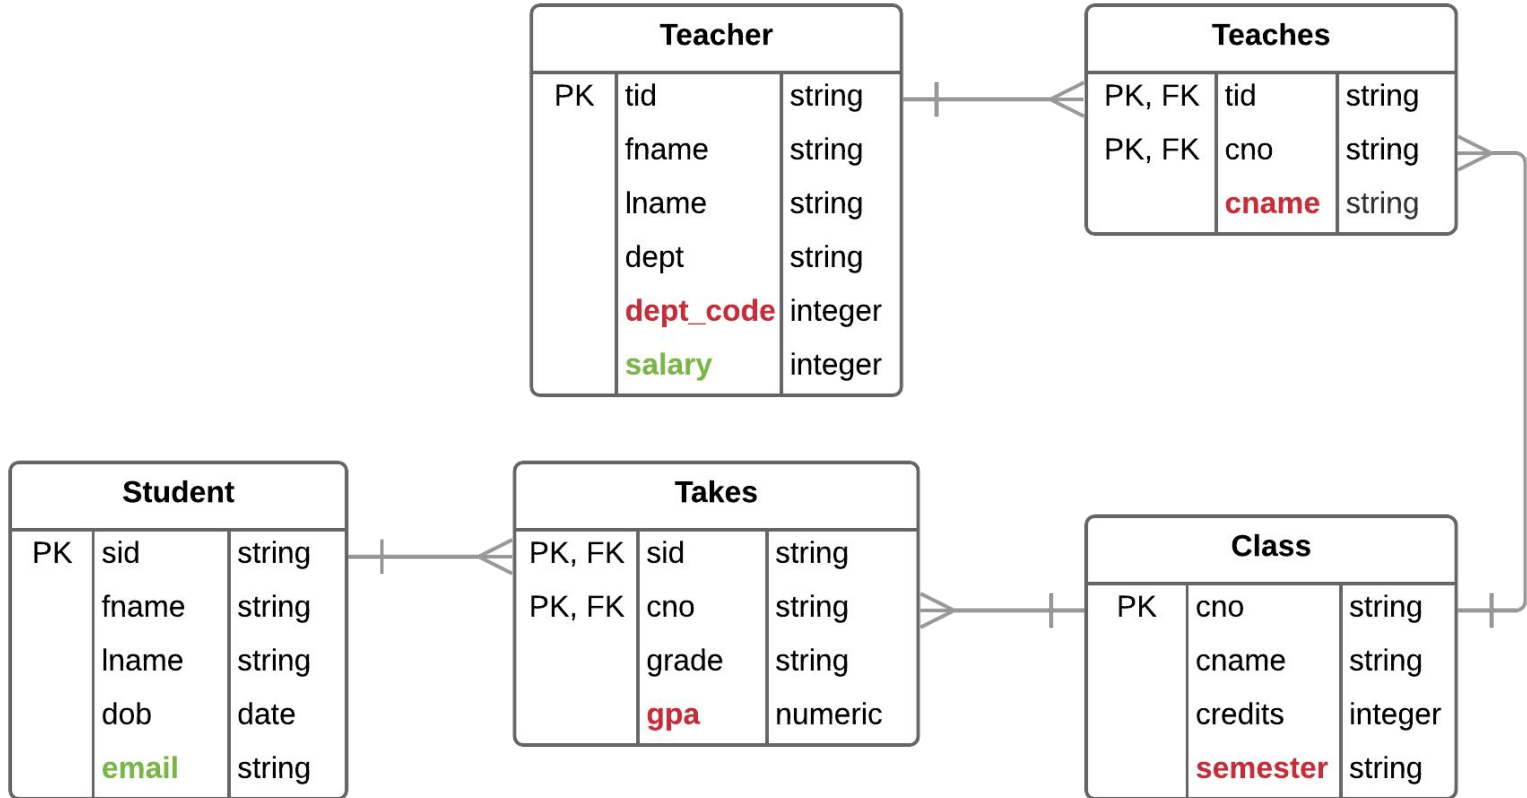 Teacher
PK tid string
fname string
lname string
dept string
dept_code integer
salary integer
Teaches
PK, FK tid string
PK, FK cno string
cname string
Student
PK sid string
fname string
lname string
dob date
email string
Takes
PK, FK sid string
PK, FK cno string
grade string
gpa numeric
Class
PK cno string
cname string
credits integer
semester string